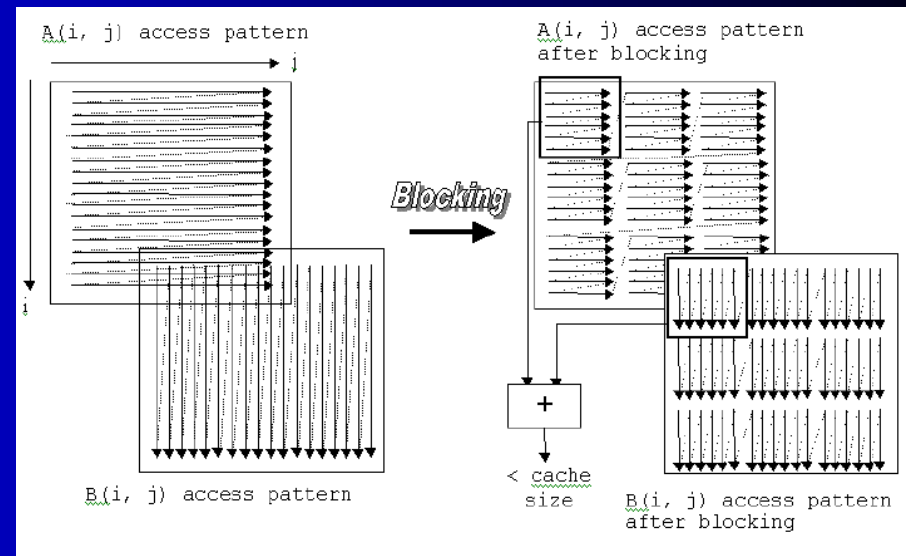 A(i, j) access pattern
j
i
B(i, j) access pattern
Blocking
A(i, j) access pattern
after blocking
+
< cache
size
B(i, j) access pattern
after blocking